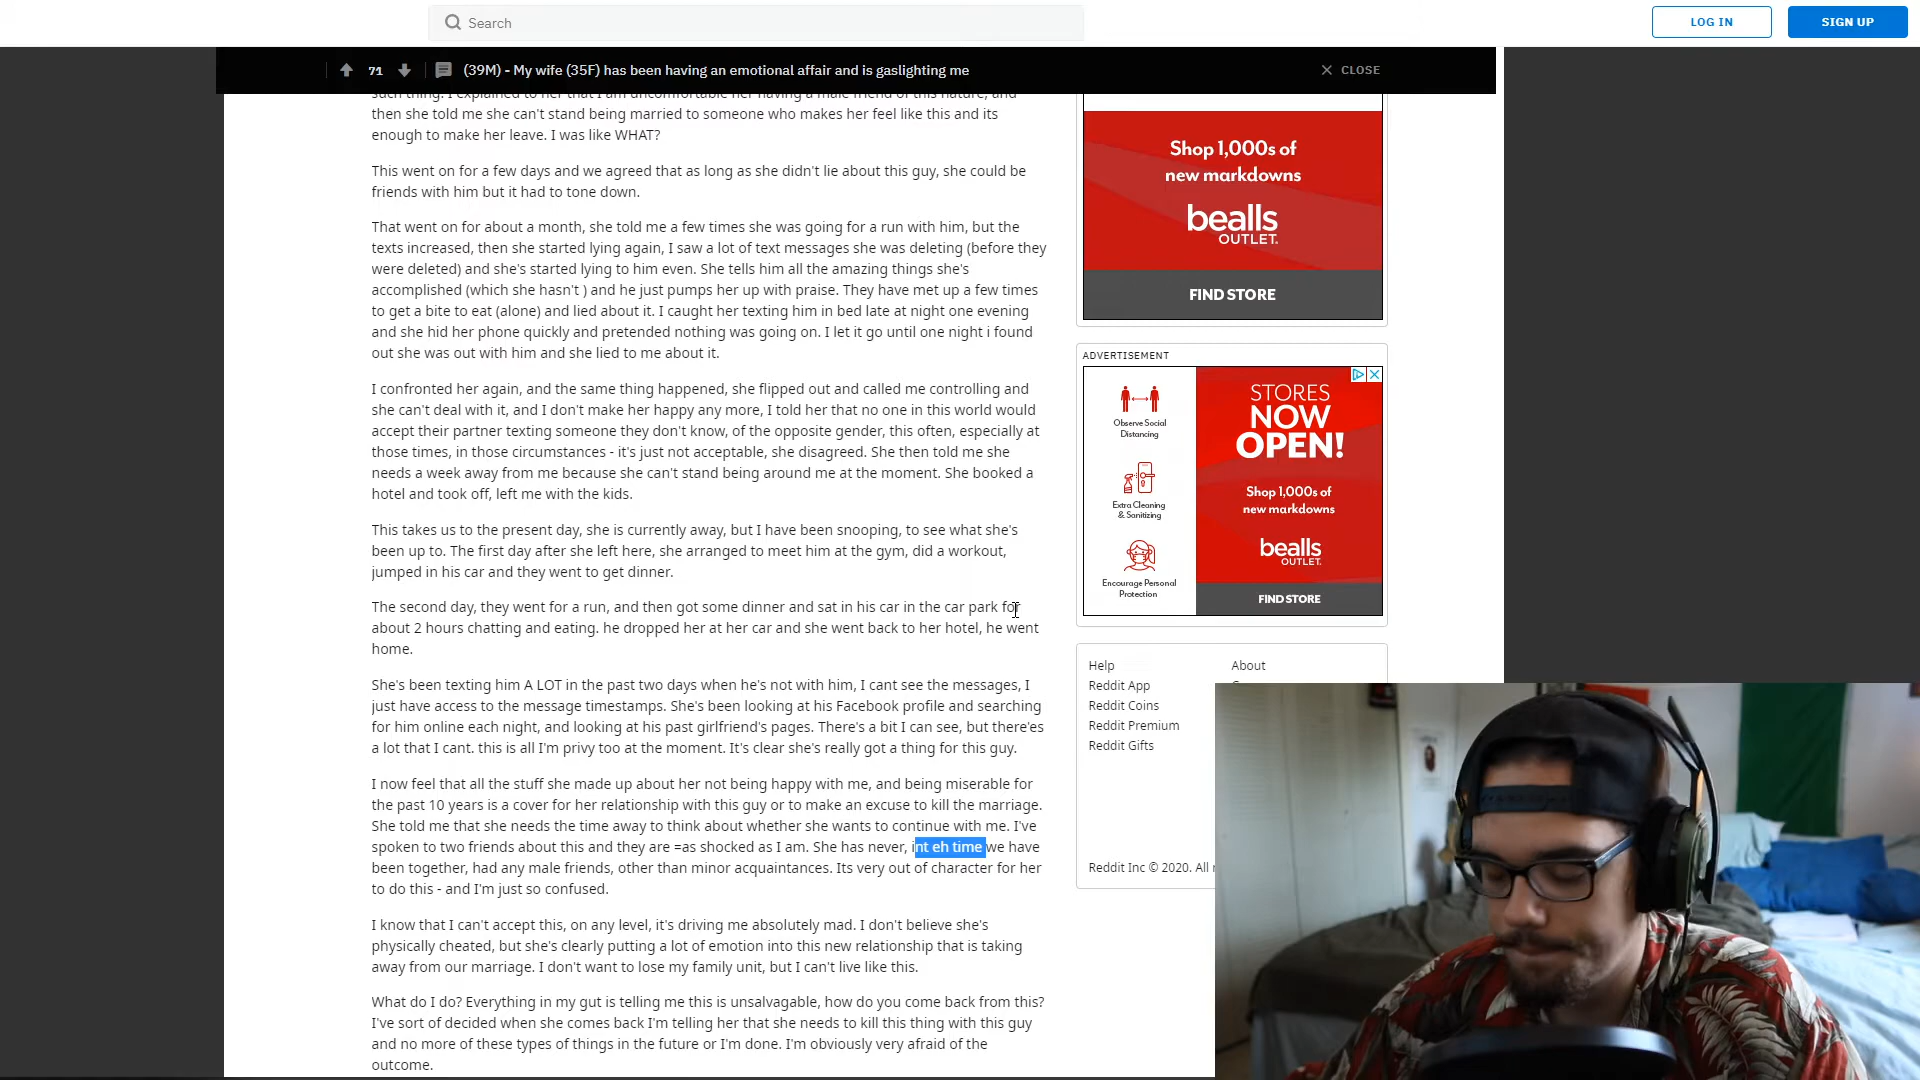 Search
LOG IN
SIGN UP
71
(39M) - My wife (35F) has been having an emotional affair and is gaslighting me
CLOSE
such thing. I explained to her that I am uncomfortable her having a male friend of this nature, and
then she told me she can't stand being married to someone who makes her feel like this and its
enough to make her leave. I was like WHAT?
This went on for a few days and we agreed that as long as she didn't lie about this guy, she could be
friends with him but it had to tone down.
That went on for about a month, she told me a few times she was going for a run with him, but the
texts increased, then she started lying again, I saw a lot of text messages she was deleting (before they
were deleted) and she's started lying to him even. She tells him all the amazing things she's
accomplished (which she hasn't ) and he just pumps her up with praise. They have met up a few times
to get a bite to eat (alone) and lied about it. I caught her texting him in bed late at night one evening
and she hid her phone quickly and pretended nothing was going on. I let it go until one night i found
out she was out with him and she lied to me about it.
I confronted her again, and the same thing happened, she flipped out and called me controlling and
she can't deal with it, and I don't make her happy any more, I told her that no one in this world would
accept their partner texting someone they don't know, of the opposite gender, this often, especially at
those times, in those circumstances - it's just not acceptable, she disagreed. She then told me she
needs a week away from me because she can't stand being around me at the moment. She booked a
hotel and took off, left me with the kids.
This takes us to the present day, she is currently away, but I have been snooping, to see what she's
been up to. The first day after she left here, she arranged to meet him at the gym, did a workout,
jumped in his car and they went to get dinner.
The second day, they went for a run, and then got some dinner and sat in his car in the car park for
about 2 hours chatting and eating. he dropped her at her car and she went back to her hotel, he went
home.
She's been texting him A LOT in the past two days when he's not with him, I cant see the messages, I
just have access to the message timestamps. She's been looking at his Facebook profile and searching
for him online each night, and looking at his past girlfriend's pages. There's a bit I can see, but there'es
a lot that I cant. this is all I'm privy too at the moment. It's clear she's really got a thing for this guy.
I now feel that all the stuff she made up about her not being happy with me, and being miserable for
the past 10 years is a cover for her relationship with this guy or to make an excuse to kill the marriage.
She told me that she needs the time away to think about whether she wants to continue with me. I've
spoken to two friends about this and they are =as shocked as I am. She has never, int eh time we have
been together, had any male friends, other than minor acquaintances. Its very out of character for her
to do this - and I'm just so confused.
I know that I can't accept this, on any level, it's driving me absolutely mad. I don't believe she's
physically cheated, but she's clearly putting a lot of emotion into this new relationship that is taking
away from our marriage. I don't want to lose my family unit, but I can't live like this.
What do I do? Everything in my gut is telling me this is unsalvagable, how do you come back from this?
I've sort of decided when she comes back I'm telling her that she needs to kill this thing with this guy
and no more of these types of things in the future or I'm done. I'm obviously very afraid of the
outcome.
Shop 1,000s of
new markdowns
bealls
OUTLET.
FIND STORE
ADVERTISEMENT
Observe Social
Distancing
Extra Cleaning
& Sanitizing
Encourage Personal
Protection
STORES
NOW
OPEN!
Shop 1,000s of
new markdowns
bealls
OUTLET.
FIND STORE
Help
About
Reddit App
Reddit Coins
Reddit Premium
Reddit Gifts
Reddit Inc © 2020. All